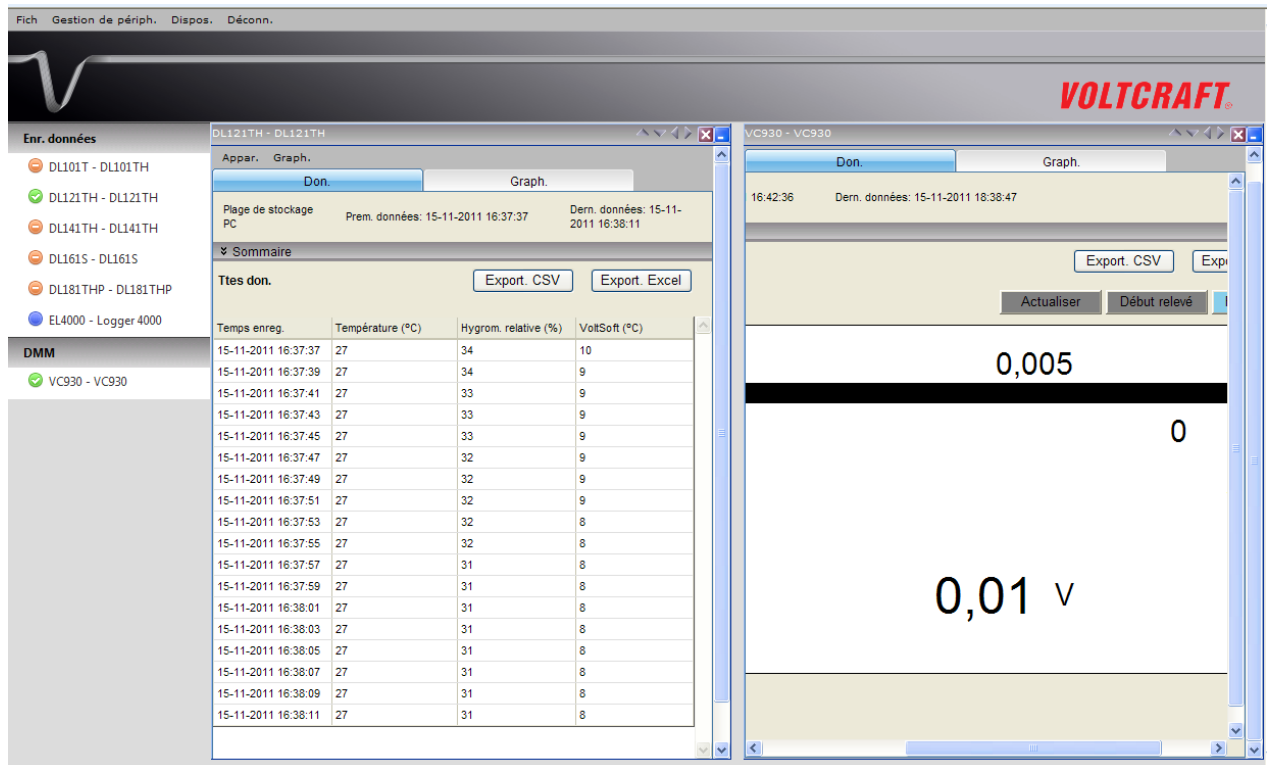 Fich Gestion de périph. Dispos. Déconn.
VOLTCRAFT®
Enr. données
DL101T - DL101TH
DL121TH - DL121TH
DL141TH - DL141TH
DL161S - DL161S
DL181THP - DL181THP
EL4000 - Logger 4000
DMM
VC930 - VC930
DL121TH - DL121TH
Appar. Graph.
Don. Graph.
Plage de stockage PC Prem. données: 15-11-2011 16:37:37 Dern. données: 15-11-2011 16:38:11
Sommaire
Ttes don. Export. CSV Export. Excel
Temps enreg. Température (ºC) Hygrom. relative (%) VoltSoft (ºC)
15-11-2011 16:37:37 27 34 10
15-11-2011 16:37:39 27 34 9
15-11-2011 16:37:41 27 33 9
15-11-2011 16:37:43 27 33 9
15-11-2011 16:37:45 27 33 9
15-11-2011 16:37:47 27 32 9
15-11-2011 16:37:49 27 32 9
15-11-2011 16:37:51 27 32 9
15-11-2011 16:37:53 27 32 8
15-11-2011 16:37:55 27 32 8
15-11-2011 16:37:57 27 31 8
15-11-2011 16:37:59 27 31 8
15-11-2011 16:38:01 27 31 8
15-11-2011 16:38:03 27 31 8
15-11-2011 16:38:05 27 31 8
15-11-2011 16:38:07 27 31 8
15-11-2011 16:38:09 27 31 8
15-11-2011 16:38:11 27 31 8
VC930 - VC930
Don. Graph.
16:42:36 Dern. données: 15-11-2011 18:38:47
Export. CSV
Actualiser Début relevé
0,005
0
0,01 V